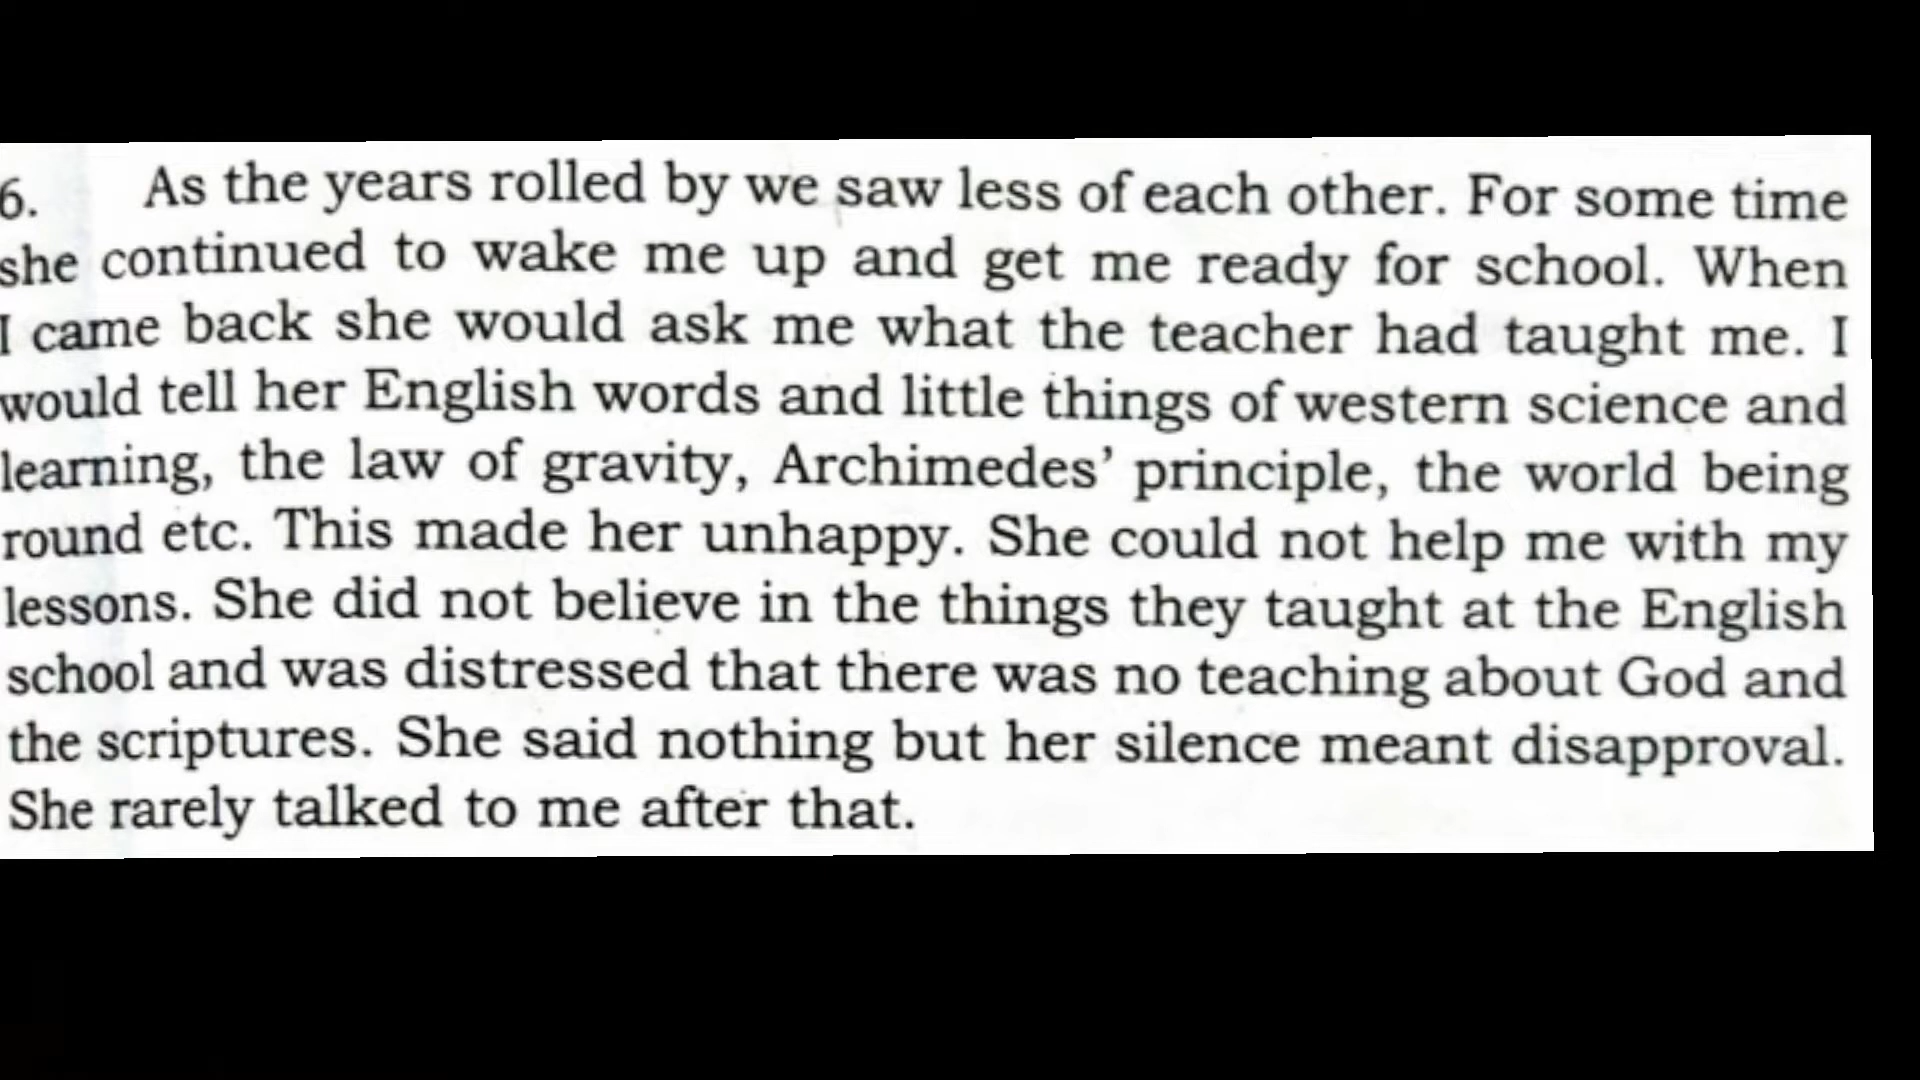 6. As the years rolled by we saw less of each other. For some time
she continued to wake me up and get me ready for school. When
I came back she would ask me what the teacher had taught me. I
would tell her English words and little things of western science and
learning, the law of gravity, Archimedes’ principle, the world being
round etc. This made her unhappy. She could not help me with my
lessons. She did not believe in the things they taught at the English
school and was distressed that there was no teaching about God and
the scriptures. She said nothing but her silence meant disapproval.
She rarely talked to me after that.